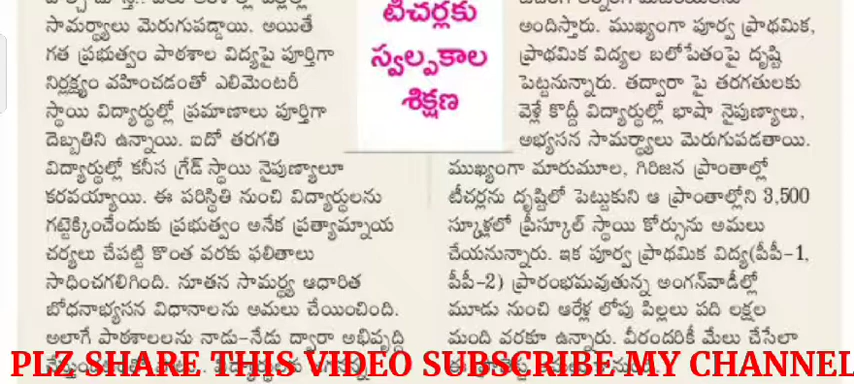 సామర్థ్యాలు మెరుగుపడ్డాయి. అయితే
గత ప్రభుత్వం పాఠశాల విద్యపై పూర్తిగా
నిర్లక్ష్యం వహించడంతో ఎలిమెంటరీ
స్థాయి విద్యార్థుల్లో ప్రమాణాలు పూర్తిగా
దెబ్బతిని ఉన్నాయి. ఐదో తరగతి
విద్యార్థుల్లో కనీస గ్రేడ్ స్థాయి నైపుణ్యాలూ
కరవయ్యాయి. ఈ పరిస్థితి నుంచి విద్యార్థులను
గట్టెక్కించేందుకు ప్రభుత్వం అనేక ప్రత్యామ్నాయ
చర్యలు చేపట్టి కొంత వరకు ఫలితాలు
సాధించగలిగింది. నూతన సామర్థ్య ఆధారిత
బోధనాభ్యసన విధానాలను అమలు చేయించింది.
అలాగే పాఠశాలలను నాడు–నేడు ద్వారా అభివృద్ధి
టీచర్లకు
స్వల్పకాల
శిక్షణ
అందిస్తారు. ముఖ్యంగా పూర్వ ప్రాథమిక,
ప్రాథమిక విద్యల బలోపేతంపై దృష్టి
పెట్టనున్నారు. తద్వారా పై తరగతులకు
వెళ్లే కొద్దీ విద్యార్థుల్లో భాషా నైపుణ్యాలు,
అభ్యసన సామర్థ్యాలు మెరుగుపడతాయి.
ముఖ్యంగా మారుమూల, గిరిజన ప్రాంతాల్లో
టీచర్లను దృష్టిలో పెట్టుకుని ఆ ప్రాంతాల్లోని 3,500
స్కూళ్లలో ప్రీస్కూల్ స్థాయి కోర్సును అమలు
చేయనున్నారు. ఇక పూర్వ ప్రాథమిక విద్య(పీపీ–1,
పీపీ–2) ప్రారంభమవుతున్న అంగన్‌వాడీల్లో
మూడు నుంచి ఆరేళ్ల లోపు పిల్లలు పది లక్షల
మంది వరకూ ఉన్నారు. వీరందరికీ మేలు చేసేలా
PLZ SHARE THIS VIDEO SUBSCRIBE MY CHANNEL